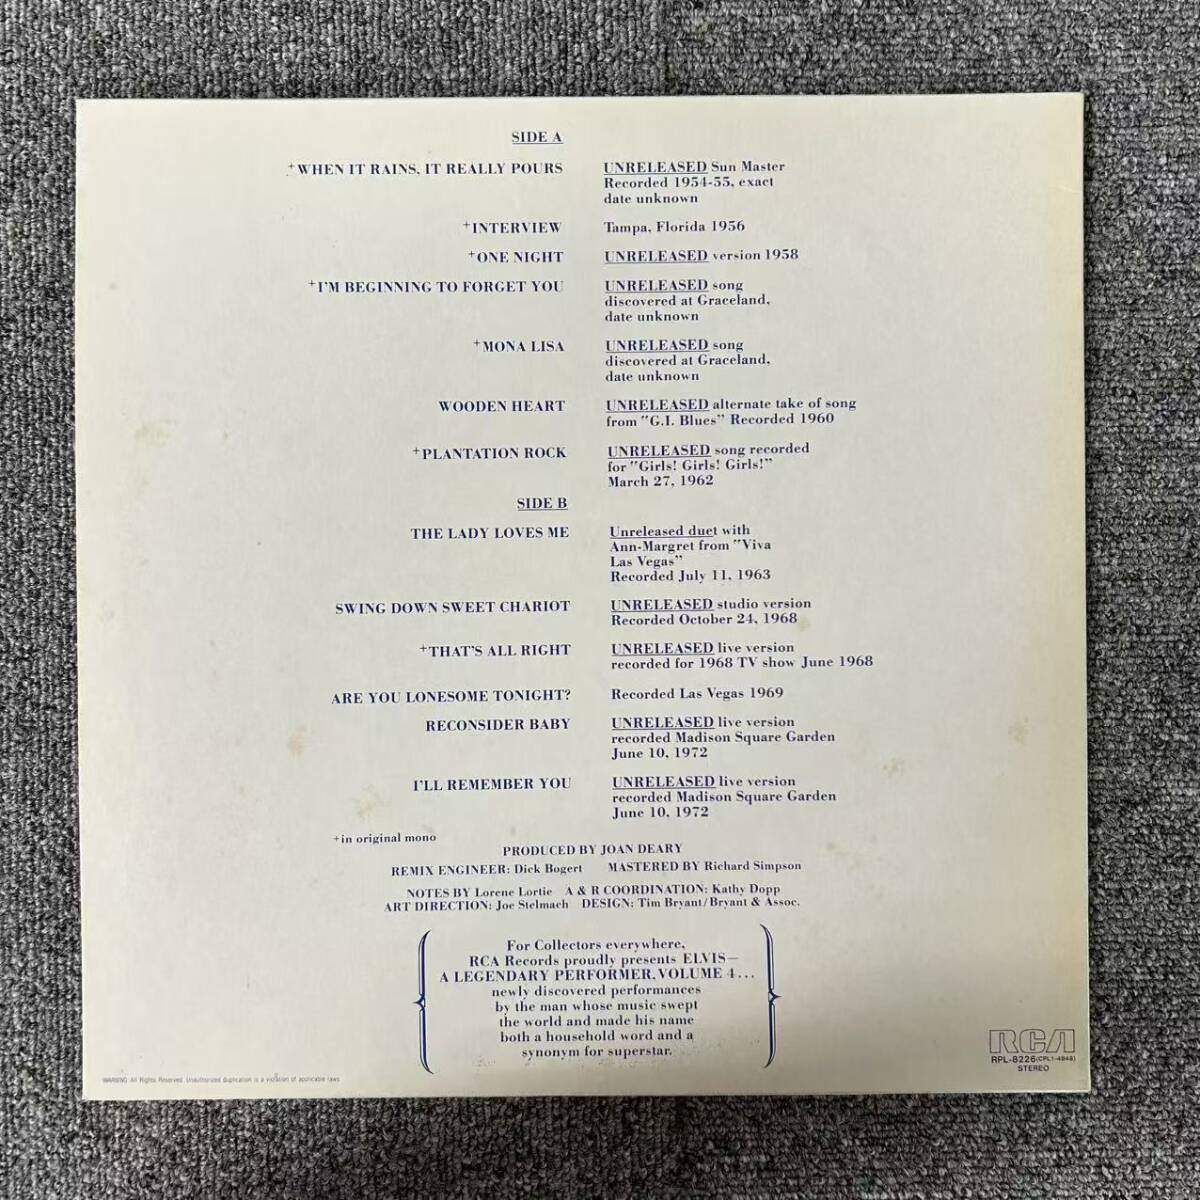 SIDE A
+WHEN IT RAINS, IT REALLY POURS UNRELEASED Sun Master
Recorded 1954-55, exact
date unknown
+INTERVIEW Tampa, Florida 1956
+ONE NIGHT UNRELEASED version 1958
+I'M BEGINNING TO FORGET YOU UNRELEASED song
discovered at Graceland,
date unknown
+MONA LISA UNRELEASED song
discovered at Graceland,
date unknown
WOODEN HEART UNRELEASED alternate take of song
from "G.I. Blues" Recorded 1960
+PLANTATION ROCK UNRELEASED song recorded
for "Girls! Girls! Girls!"
March 27, 1962
SIDE B
THE LADY LOVES ME Unreleased duet with
Ann-Margret from "Viva
Las Vegas"
Recorded July 11, 1963
SWING DOWN SWEET CHARIOT UNRELEASED studio version
Recorded October 24, 1968
+THAT'S ALL RIGHT UNRELEASED live version
recorded for 1968 TV show June 1968
ARE YOU LONESOME TONIGHT? Recorded Las Vegas 1969
RECONSIDER BABY UNRELEASED live version
recorded Madison Square Garden
June 10, 1972
I'LL REMEMBER YOU UNRELEASED live version
recorded Madison Square Garden
June 10, 1972
+in original mono
PRODUCED BY JOAN DEARY
REMIX ENGINEER: Dick Bogert MASTERED BY Richard Simpson
NOTES BY Lorene Lortie A & R COORDINATION: Kathy Dopp
ART DIRECTION: Joe Stelmach DESIGN: Tim Bryant/Bryant & Assoc.
For Collectors everywhere,
RCA Records proudly presents ELVIS—
A LEGENDARY PERFORMER, VOLUME 4...
newly discovered performances
by the man whose music swept
the world and made his name
both a household word and a
synonym for superstar.
RCA
RPL-8226(CPL1-4848)
STEREO
WARNING: All Rights Reserved. Unauthorized duplication is a violation of applicable laws